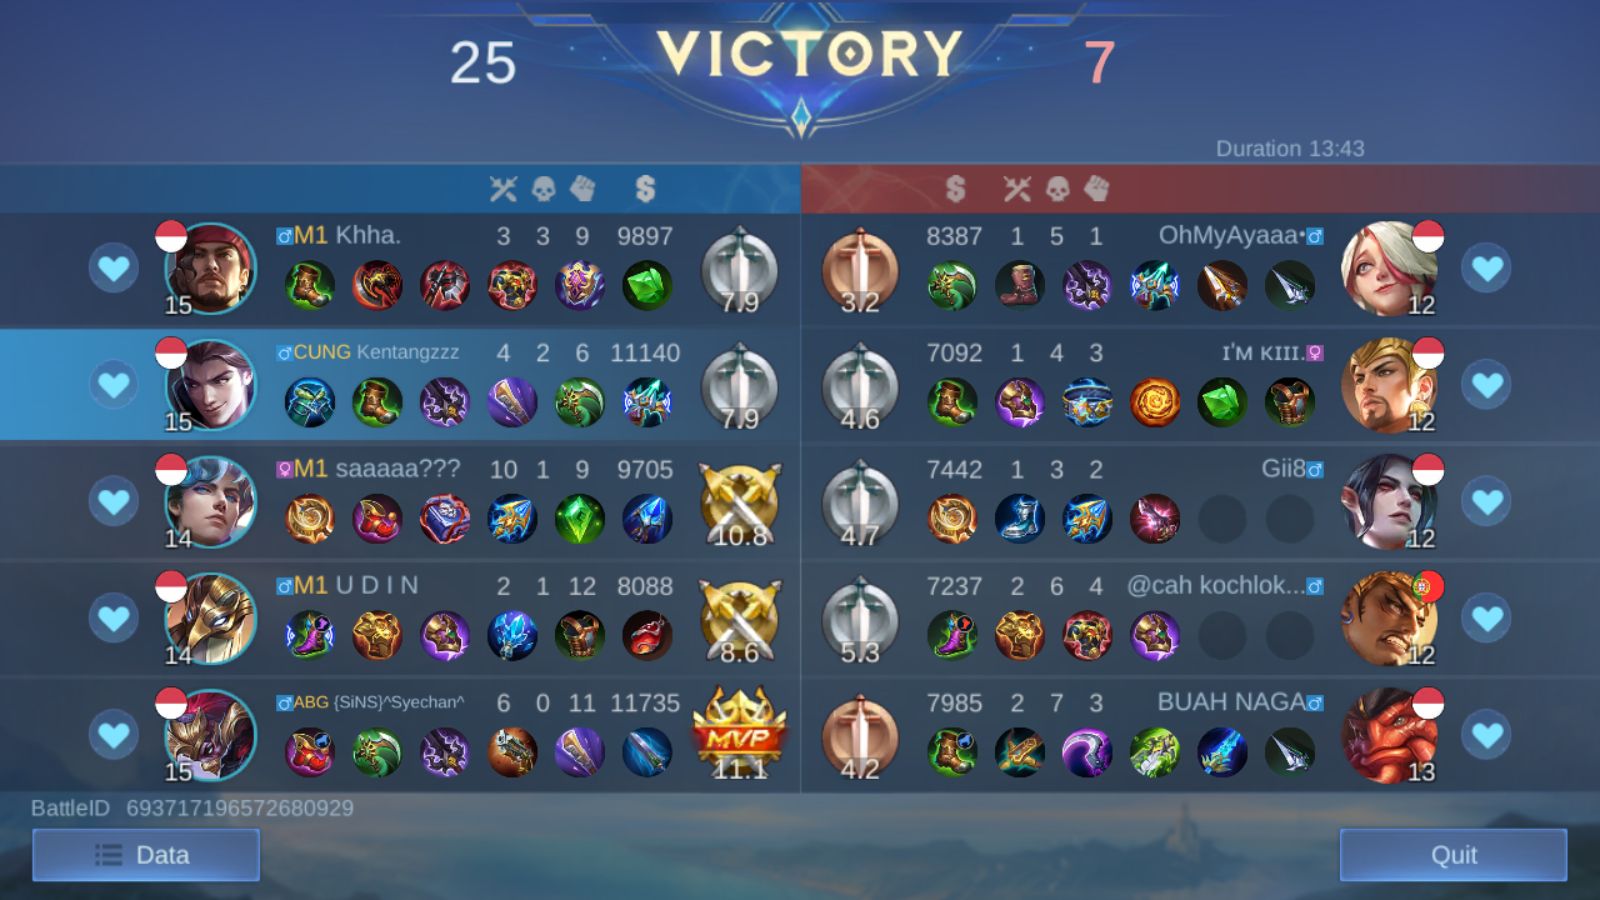 25 VICTORY 7
Duration 13:43
M1 Khha. 3 3 9 9897
15 7.9
8387 1 5 1 OhMyAyaaa•
3.2 12
CUNG Kentangzzz 4 2 6 11140
15 7.9
7092 1 4 3 I'M KIII.
4.6 12
M1 saaaaa??? 10 1 9 9705
14 10.8
7442 1 3 2 Gii8
4.7 12
M1 U D I N 2 1 12 8088
14 8.6
7237 2 6 4 @cah kochlok...
5.3 12
ABG {SiNS}^Syechan^ 6 0 11 11735
MVP
15 11.1
7985 2 7 3 BUAH NAGA
4.2 13
BattleID 693717196572680929
Data
Quit